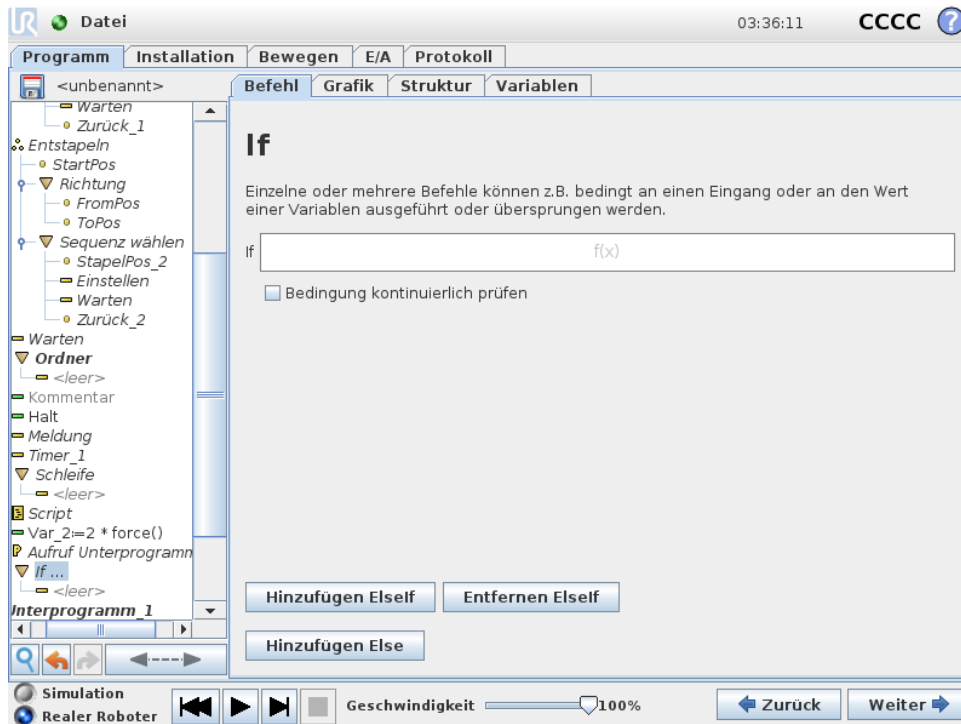 UR Datei 03:36:11 CCCC ?
Programm Installation Bewegen E/A Protokoll
<unbenannt>
Befehl Grafik Struktur Variablen
Warten
Zurück_1
Entstapeln
StartPos
Richtung
FromPos
ToPos
Sequenz wählen
StapelPos_2
Einstellen
Warten
Zurück_2
Warten
Ordner
<leer>
Kommentar
Halt
Meldung
Timer_1
Schleife
<leer>
Script
Var_2:=2 * force()
P Aufruf Unterprogramm
If ...
<leer>
Interprogramm_1
If
Einzelne oder mehrere Befehle können z.B. bedingt an einen Eingang oder an den Wert
einer Variablen ausgeführt oder übersprungen werden.
If f(x)
Bedingung kontinuierlich prüfen
Hinzufügen ElseIf Entfernen ElseIf
Hinzufügen Else
Simulation
Realer Roboter
Geschwindigkeit 100%
Zurück Weiter